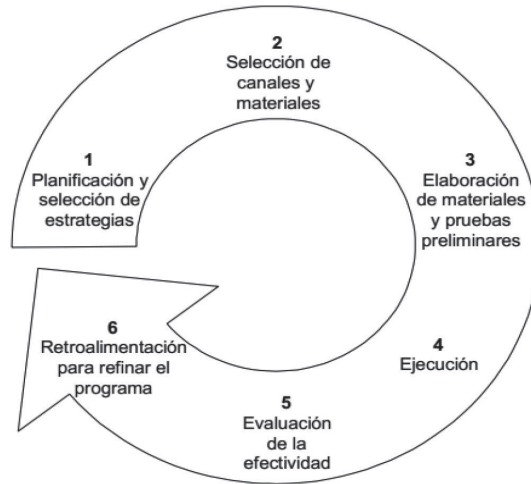 1
Planificación y
selección de
estrategias
2
Selección de
canales y
materiales
3
Elaboración
de materiales
y pruebas
preliminares
4
Ejecución
5
Evaluación
de la
efectividad
6
Retroalimentación
para refinar el
programa